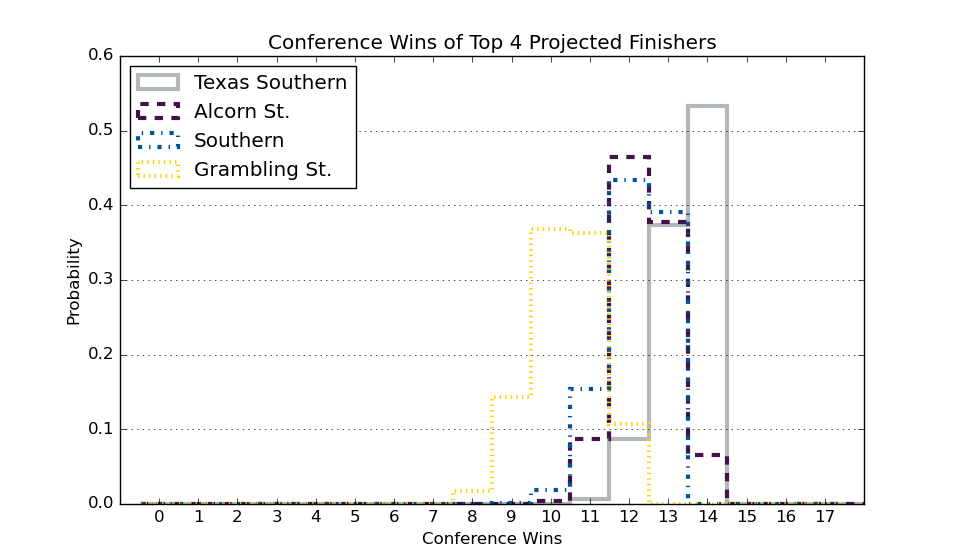 Conference Wins of Top 4 Projected Finishers
0.6
0.5
0.4
0.3
0.2
0.1
0.0
Probability
Texas Southern
Alcorn St.
Southern
Grambling St.
0 1 2 3 4 5 6 7 8 9 10 11 12 13 14 15 16 17
Conference Wins